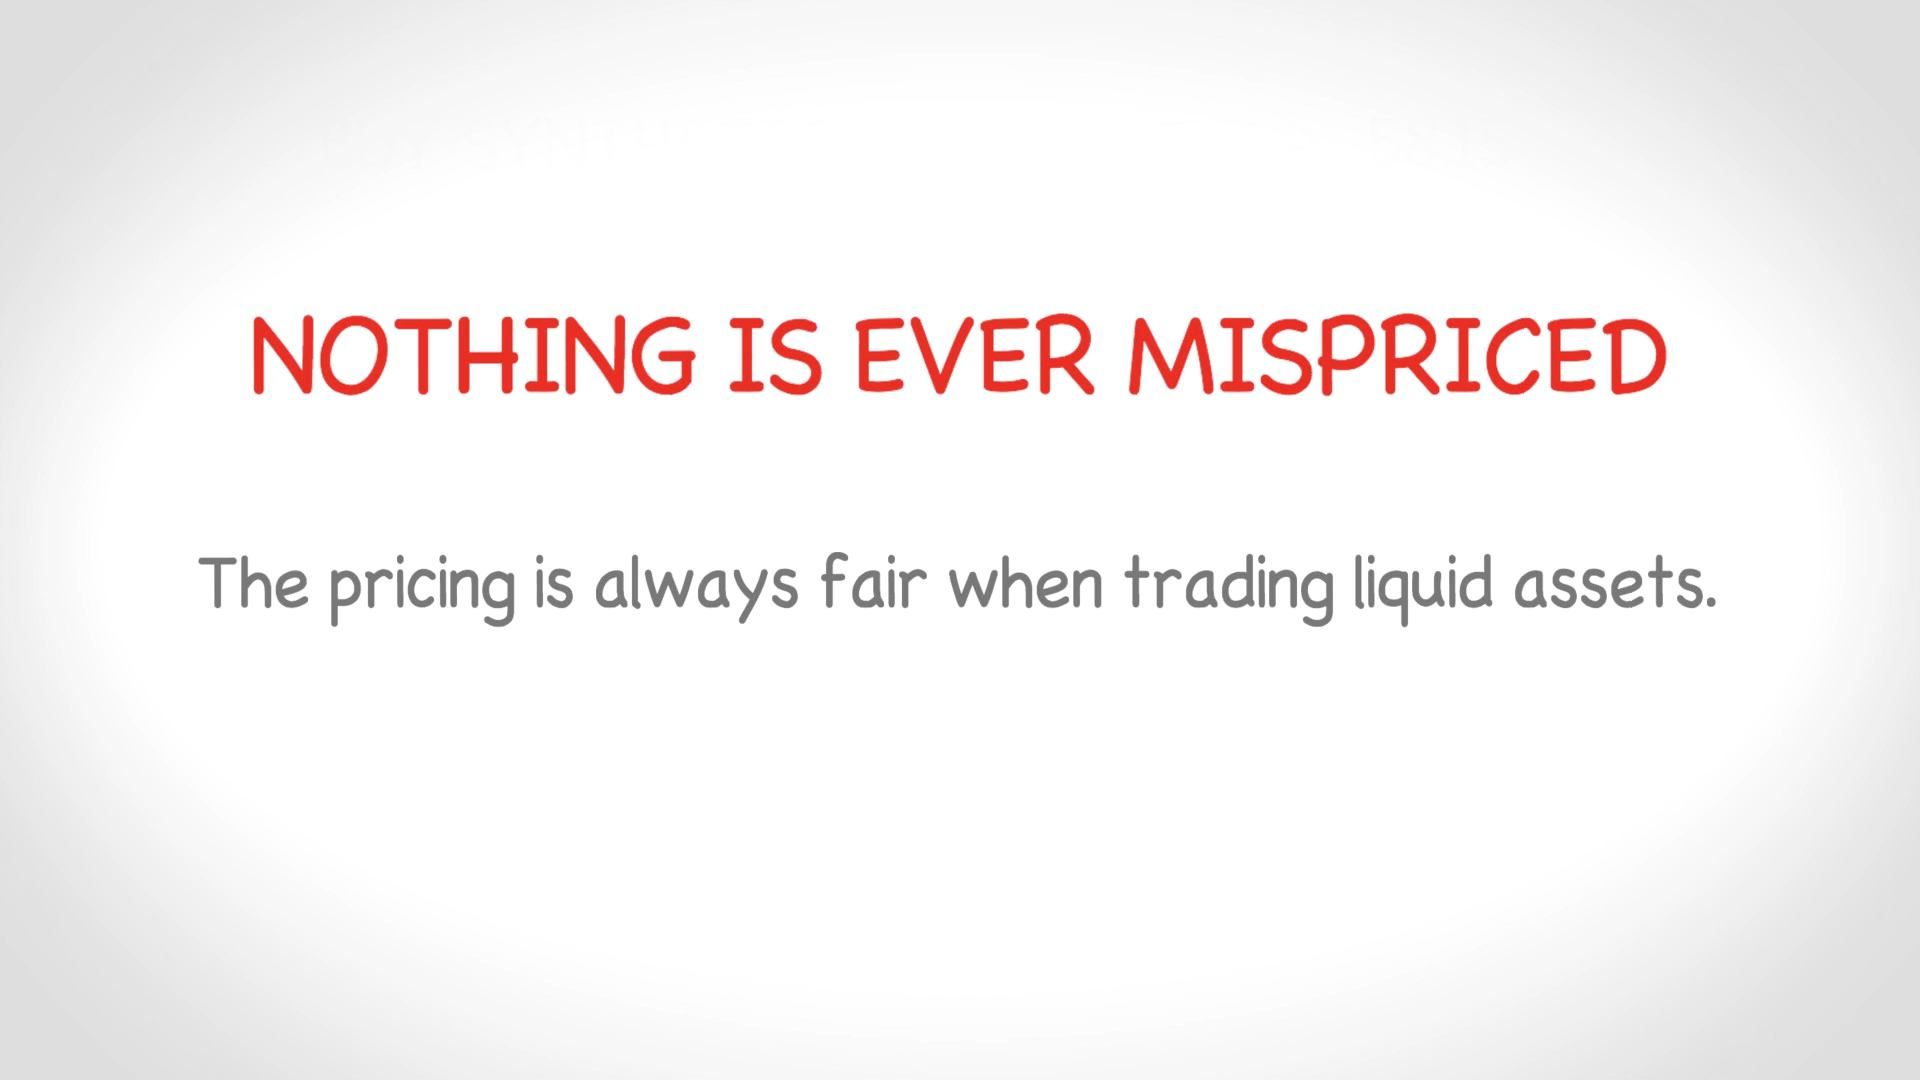 NOTHING IS EVER MISPRICED
The pricing is always fair when trading liquid assets.